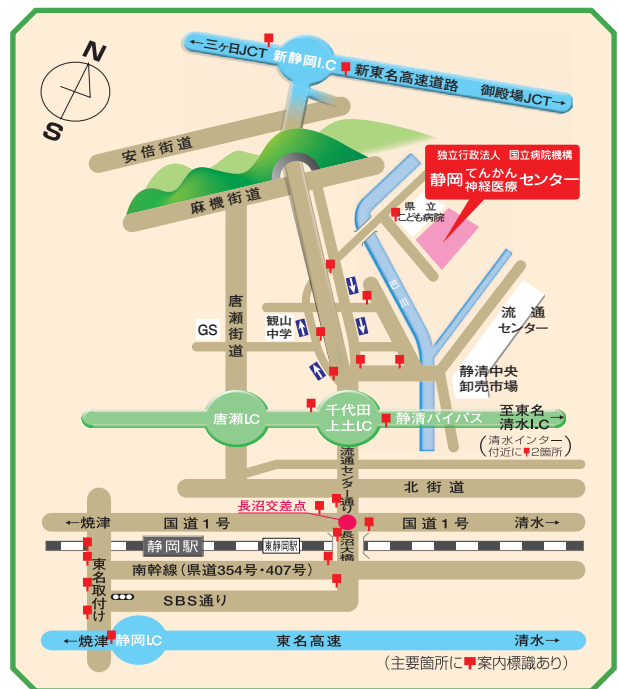 N
S
←三ヶ日JCT
新静岡I.C
新東名高速道路
御殿場JCT→
安倍街道
独立行政法人 国立病院機構
静岡てんかん神経医療センター
麻機街道
県立
こども病院
巴川
唐瀬街道
GS
観山
中学
流通
センター
静清中央
卸売市場
唐瀬I.C
千代田
上土I.C
静清バイパス
至東名
清水I.C→
(清水インター
付近に2箇所)
流通センター通り
北街道
長沼交差点
←焼津
国道1号
国道1号
清水→
静岡駅
東静岡駅
長沼大橋
東名取付け
南幹線(県道354号・407号)
SBS通り
←焼津
静岡I.C
東名高速
清水→
(主要箇所に案内標識あり)